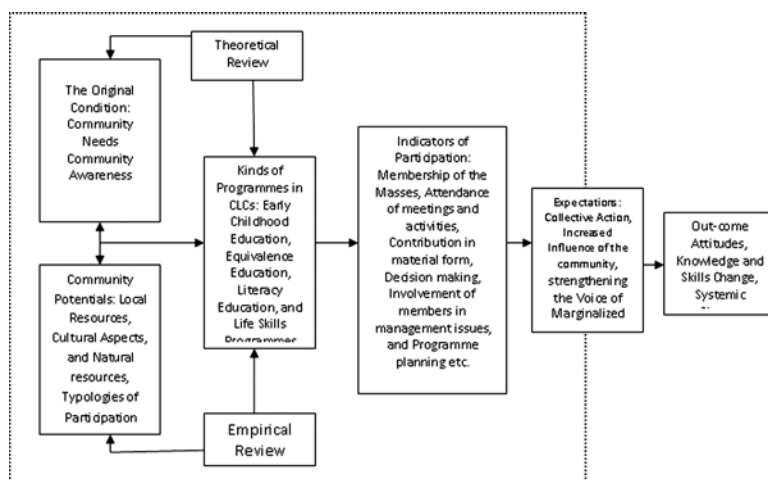 Theoretical
Review
The Original
Condition:
Community
Needs
Community
Awareness
Community
Potentials: Local
Resources,
Cultural Aspects,
and Natural
resources,
Typologies of
Participation
Kinds of
Programmes in
CLCs: Early
Childhood
Education,
Equivalence
Education,
Literacy
Education, and
Life Skills
Programmes
Empirical
Review
Indicators of
Participation:
Membership of the
Masses, Attendance
of meetings and
activities,
Contribution in
material form,
Decision making,
Involvement of
members in
management issues,
and Programme
planning etc.
Expectations:
Collective Action,
Increased
Influence of the
community,
strengthening
the Voice of
Marginalized
Out-come
Attitudes,
Knowledge and
Skills Change,
Systemic